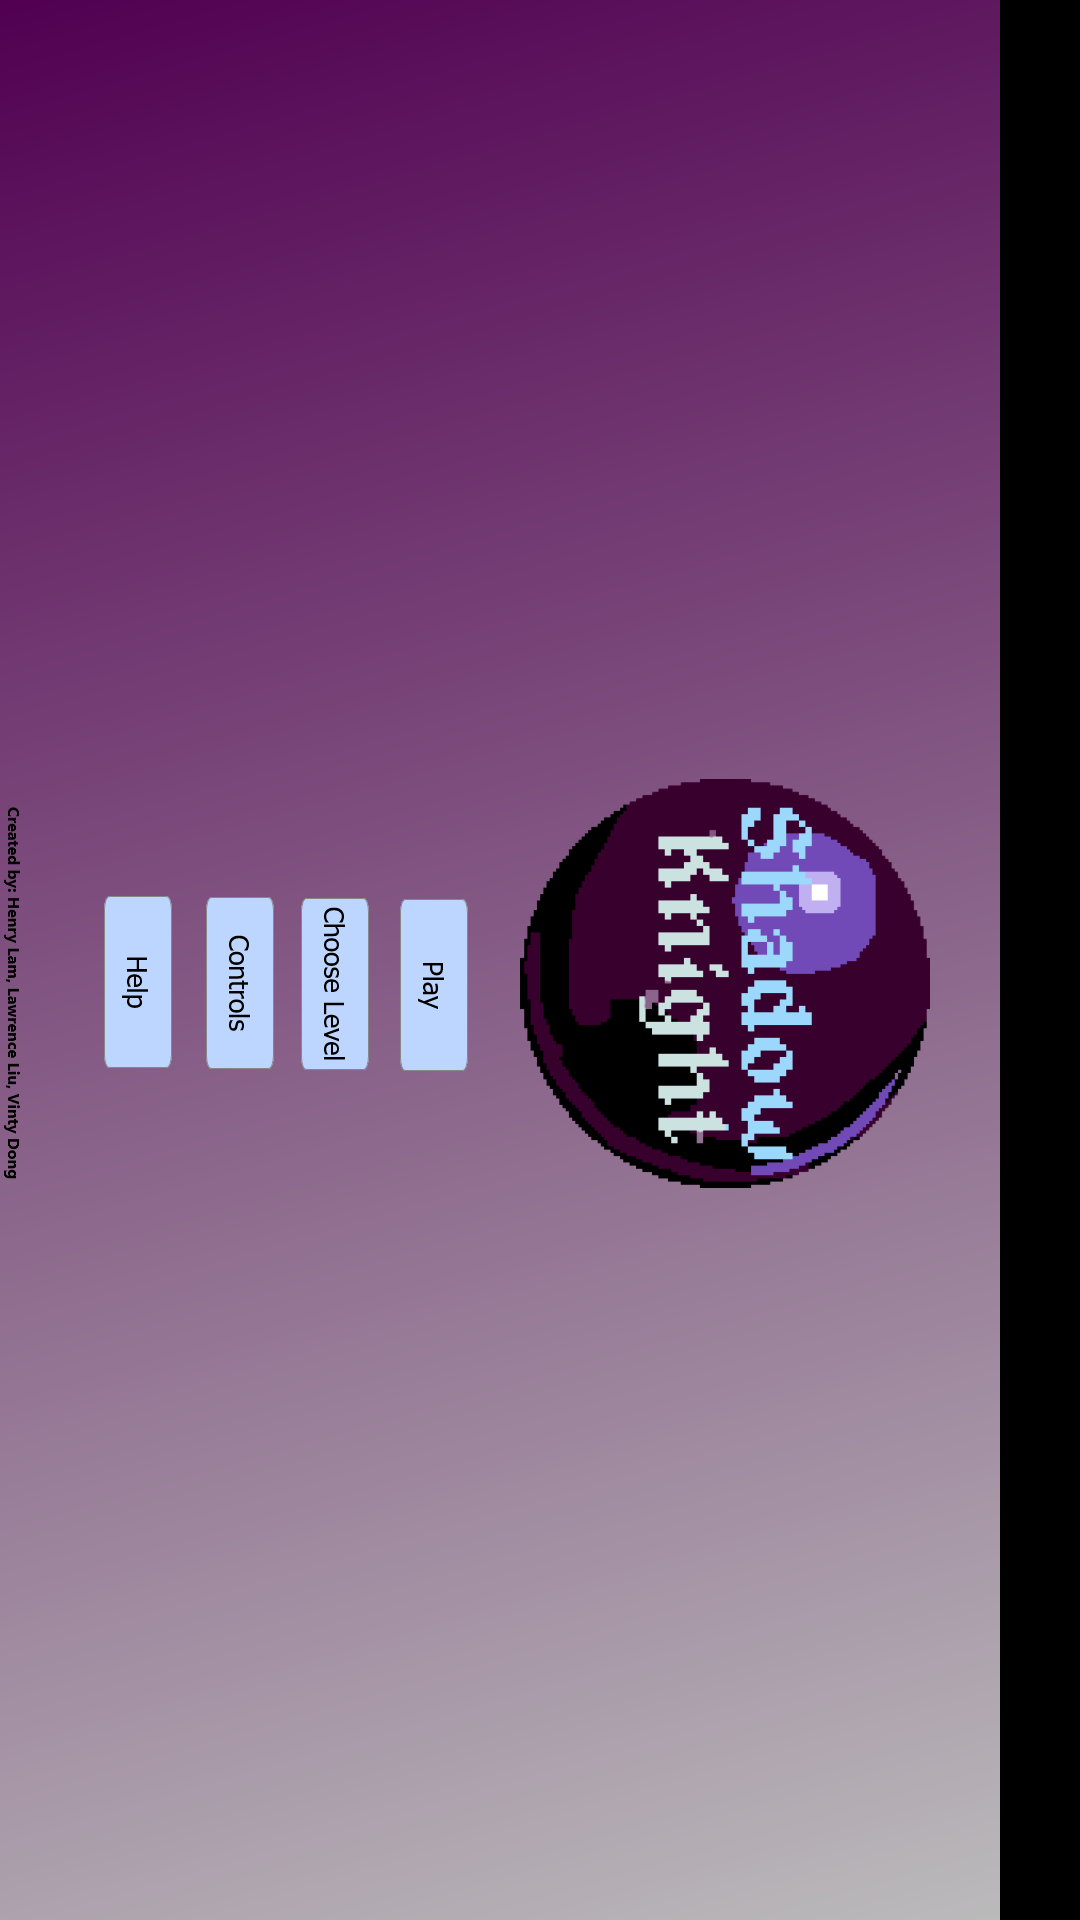 Shadow
Knight
Play
Choose Level
Controls
Help
Created by: Henry Lam, Lawrence Liu, Vinty Dong